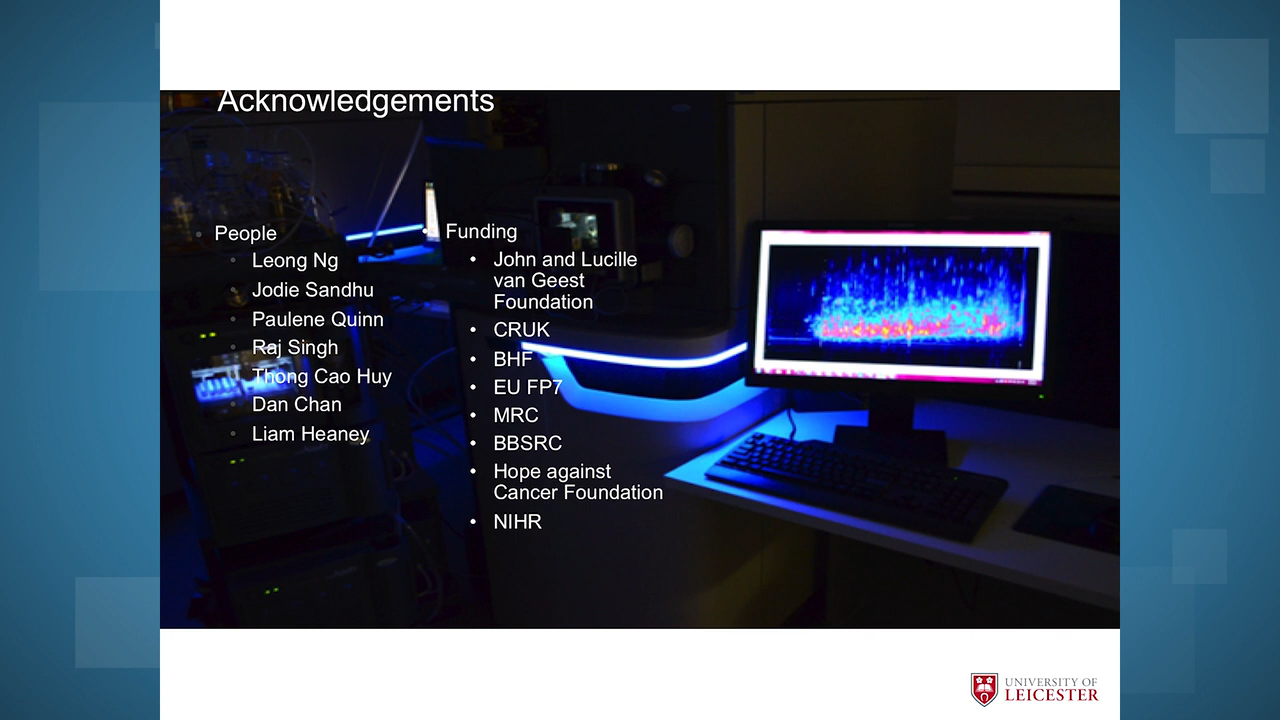 Acknowledgements
People
Leong Ng
Jodie Sandhu
Paulene Quinn
Raj Singh
Thong Cao Huy
Dan Chan
Liam Heaney
Funding
John and Lucille
van Geest
Foundation
CRUK
BHF
EU FP7
MRC
BBSRC
Hope against
Cancer Foundation
NIHR
UNIVERSITY OF
LEICESTER